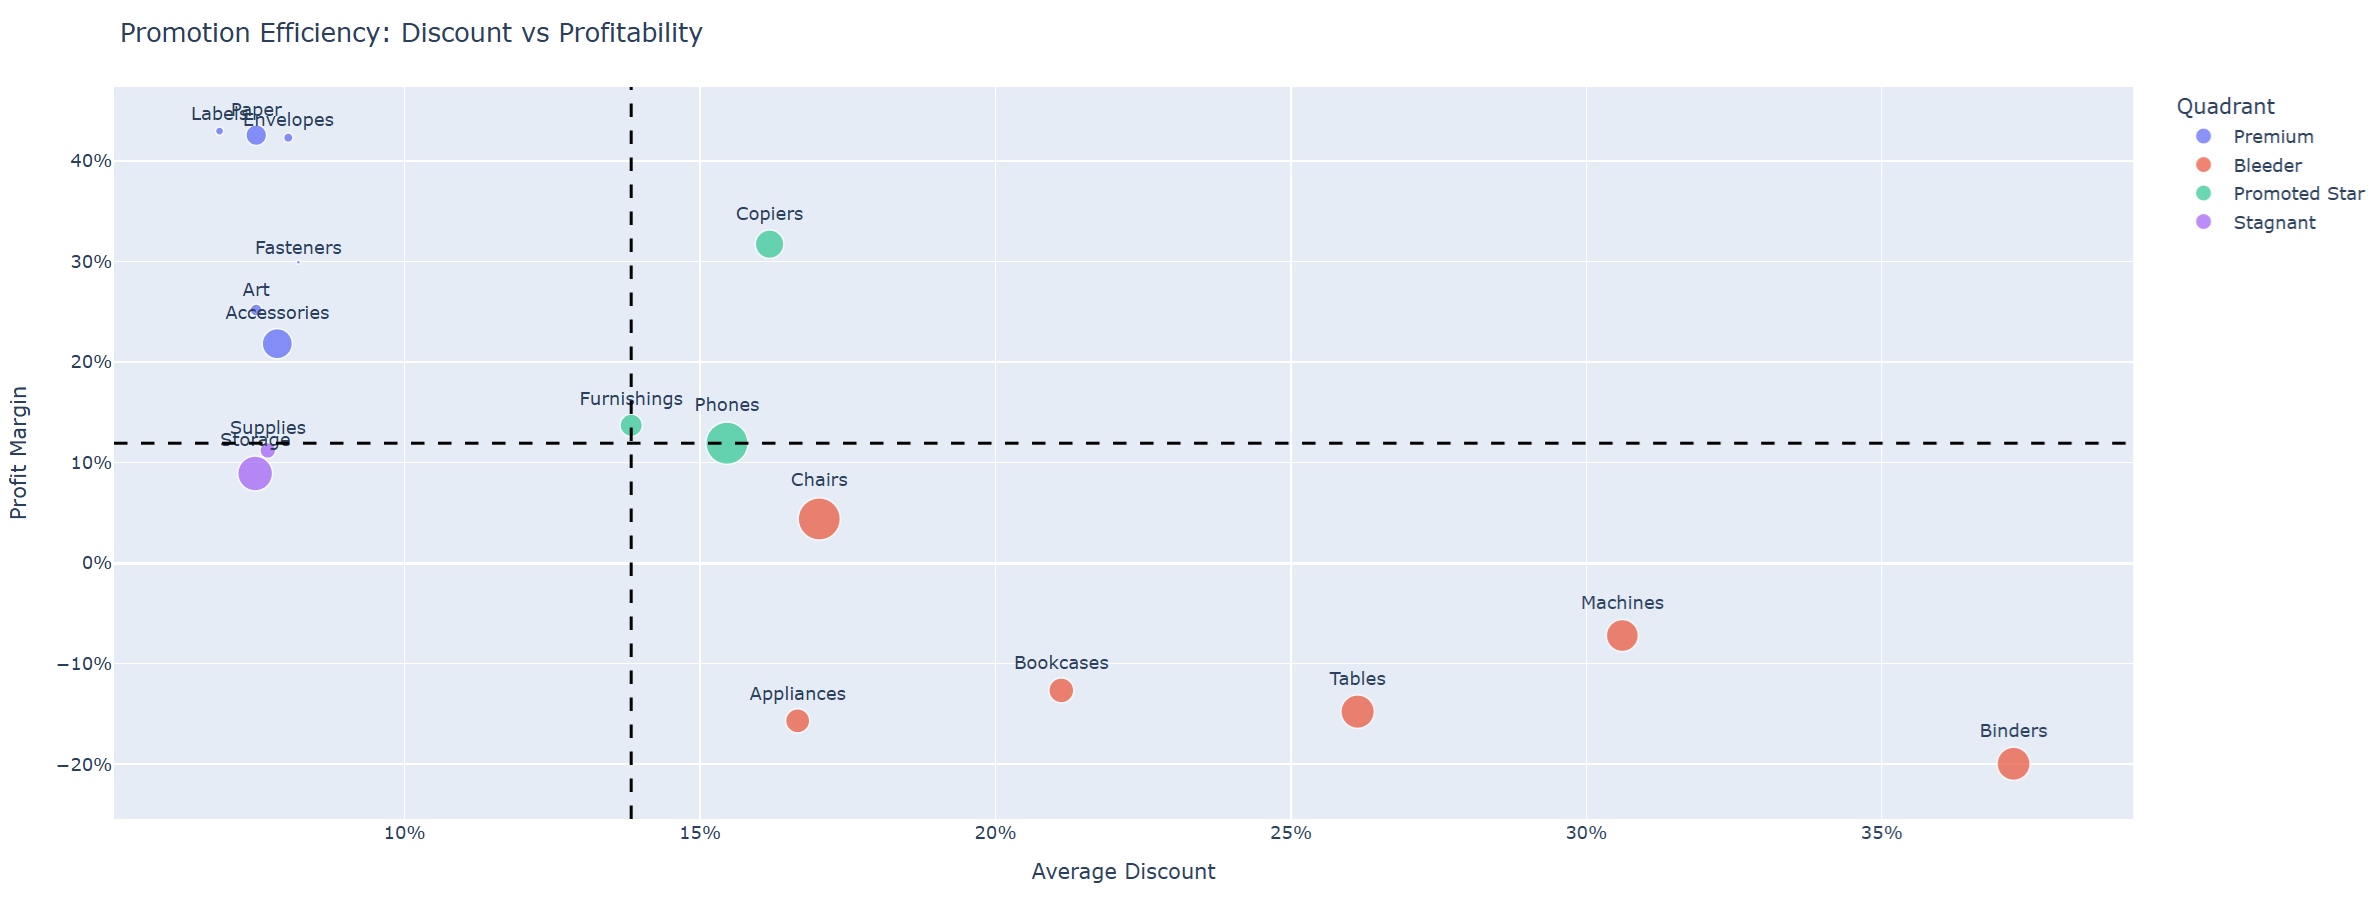 Promotion Efficiency: Discount vs Profitability
Quadrant
Premium
Bleeder
Promoted Star
Stagnant
Profit Margin
40%
30%
20%
10%
0%
−10%
−20%
Labels
Paper
Envelopes
Copiers
Fasteners
Art
Accessories
Furnishings
Phones
Supplies
Storage
Chairs
Machines
Bookcases
Tables
Appliances
Binders
10%
15%
20%
25%
30%
35%
Average Discount